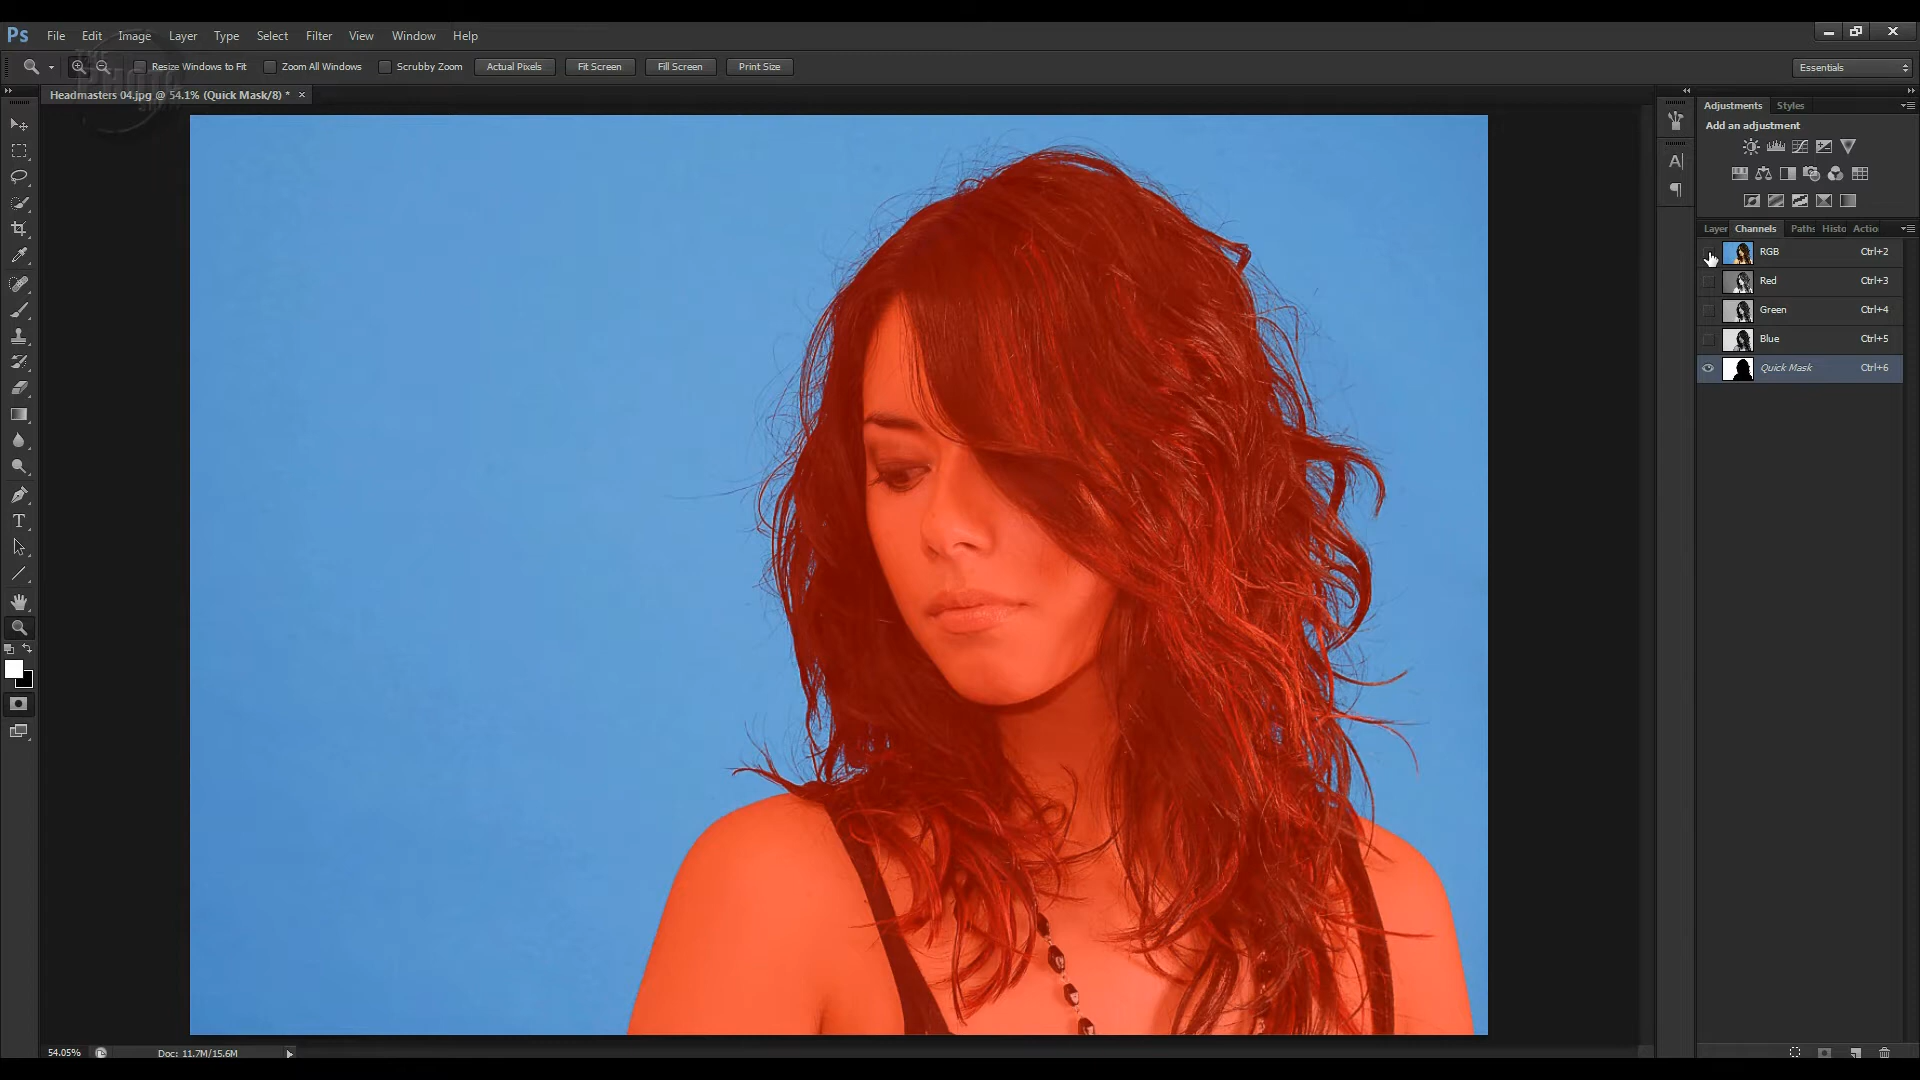 Ps File Edit Image Layer Type Select Filter View Window Help
Resize Windows to Fit Zoom All Windows Scrubby Zoom Actual Pixels Fit Screen Fill Screen Print Size Essentials
Headmasters 04.jpg @ 54.1% (Quick Mask/8) * ×
Adjustments Styles
Add an adjustment
Layer Channels Paths Histo Actio
RGB Ctrl+2
Red Ctrl+3
Green Ctrl+4
Blue Ctrl+5
Quick Mask Ctrl+6
54.05% Doc: 11.7M/15.6M